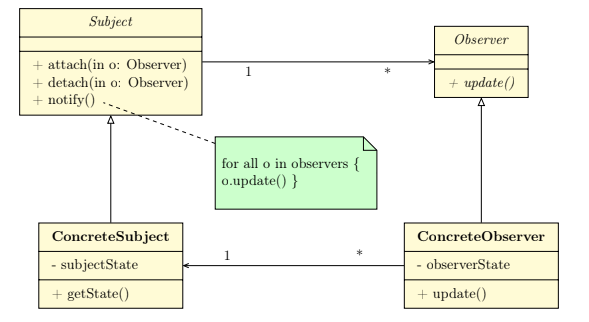 Subject
+ attach(in o: Observer)
+ detach(in o: Observer)
+ notify()
Observer
+ update()
1
*
for all o in observers {
o.update() }
ConcreteSubject
- subjectState
+ getState()
1
*
ConcreteObserver
- observerState
+ update()